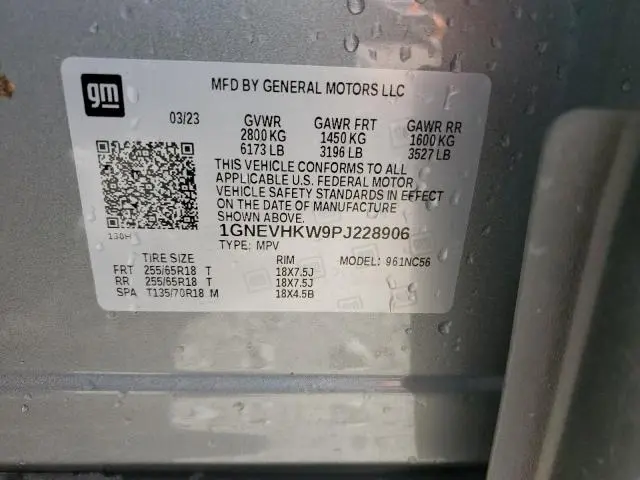 gm
MFD BY GENERAL MOTORS LLC
03/23 GVWR GAWR FRT GAWR RR
2800 KG 1450 KG 1600 KG
6173 LB 3196 LB 3527 LB
THIS VEHICLE CONFORMS TO ALL
APPLICABLE U.S. FEDERAL MOTOR
VEHICLE SAFETY STANDARDS IN EFFECT
ON THE DATE OF MANUFACTURE
SHOWN ABOVE.
1GNEVHKW9PJ228906
TYPE: MPV
TIRE SIZE RIM MODEL: 961NC56
FRT 255/65R18 T 18X7.5J
RR 255/65R18 T 18X7.5J
SPA T135/70R18 M 18X4.5B